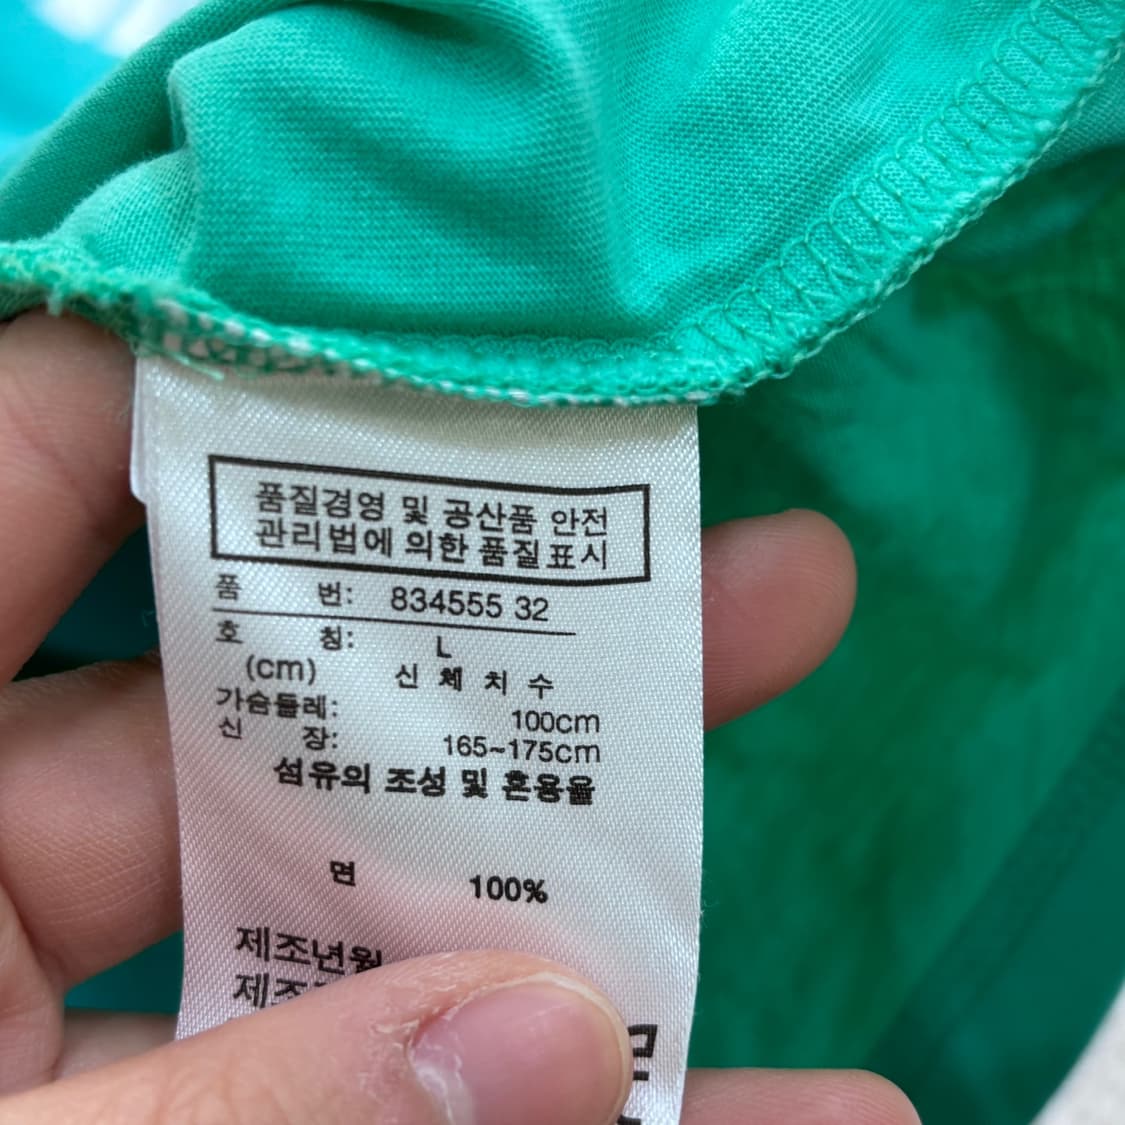 품질경영 및 공산품 안전
관리법에 의한 품질표시
품 번: 834555 32
호 칭: L
(cm) 신 체 치 수
가슴둘레: 100cm
신 장: 165~175cm
섬유의 조성 및 혼용율
면 100%
제조년월